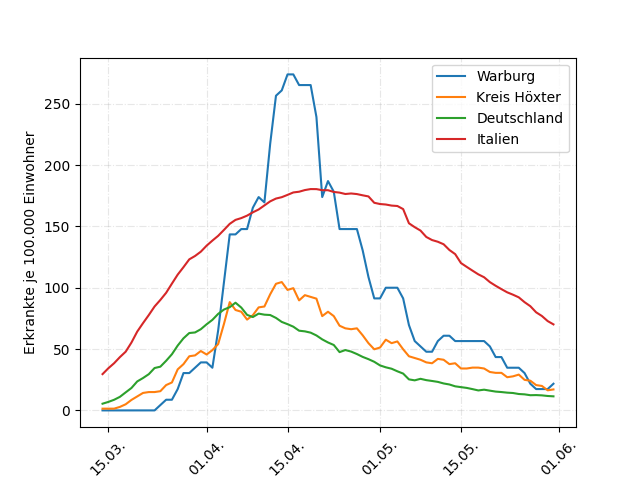 Warburg
Kreis Höxter
Deutschland
Italien
Erkrankte je 100.000 Einwohner
250
200
150
100
50
0
15.03.
01.04.
15.04.
01.05.
15.05.
01.06.